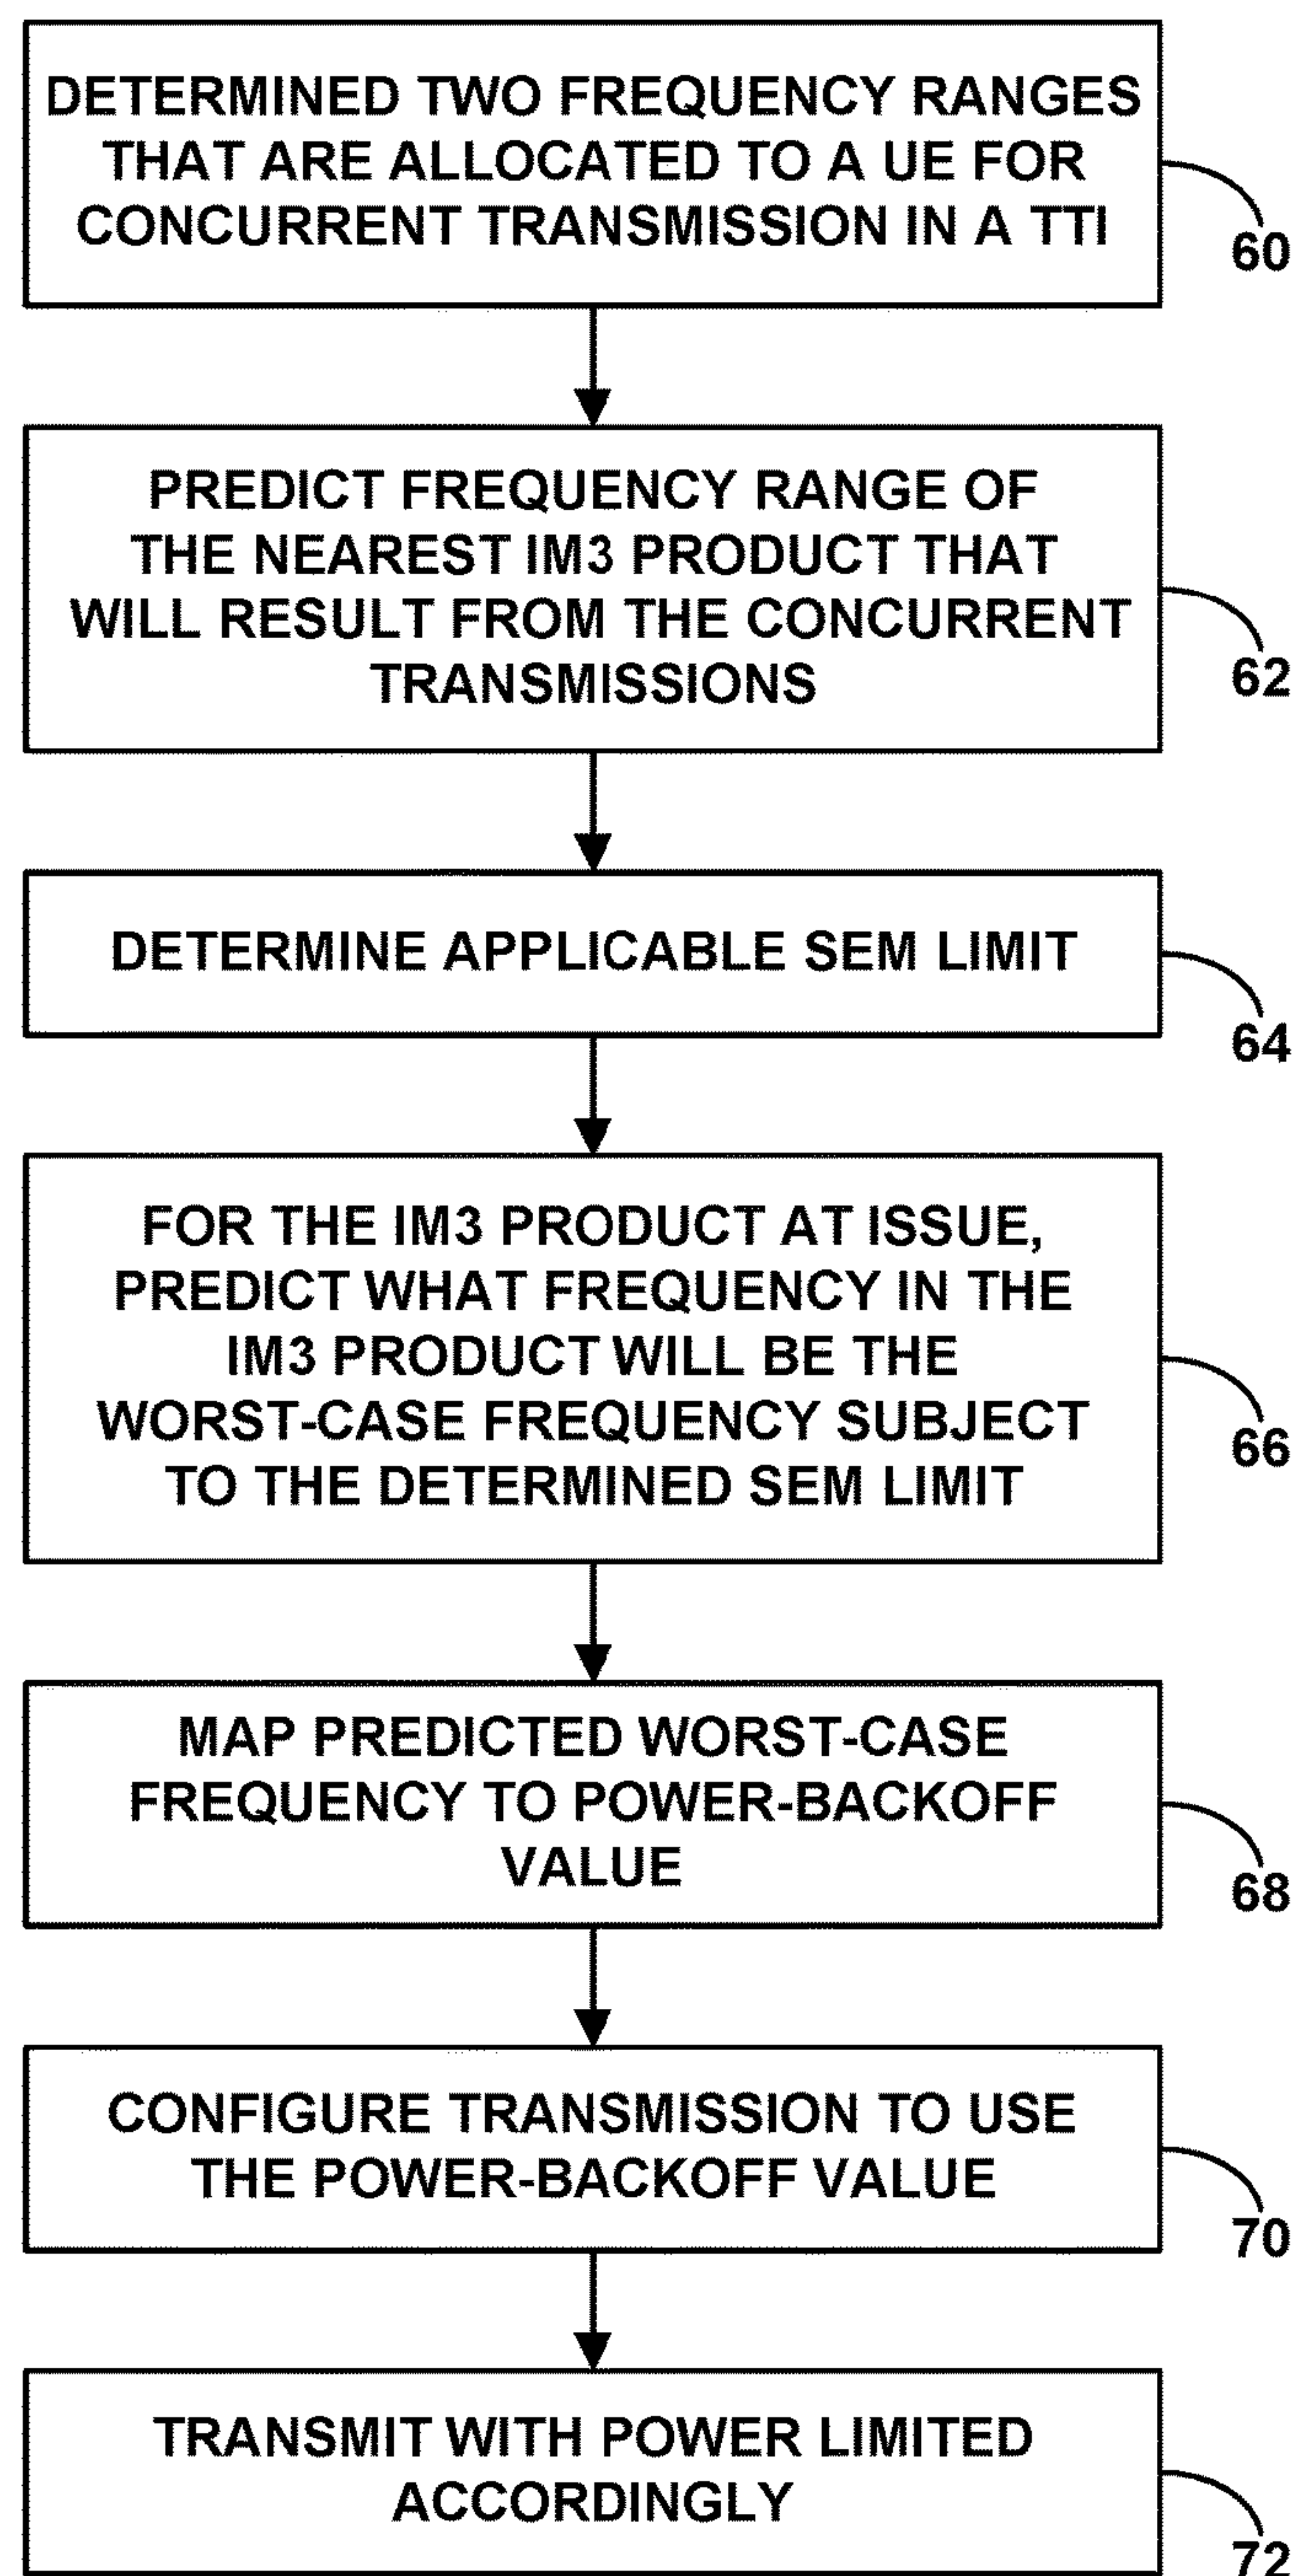 DETERMINED TWO FREQUENCY RANGES
THAT ARE ALLOCATED TO A UE FOR
CONCURRENT TRANSMISSION IN A TTI
60
PREDICT FREQUENCY RANGE OF
THE NEAREST IM3 PRODUCT THAT
WILL RESULT FROM THE CONCURRENT
TRANSMISSIONS
62
DETERMINE APPLICABLE SEM LIMIT
64
FOR THE IM3 PRODUCT AT ISSUE,
PREDICT WHAT FREQUENCY IN THE
IM3 PRODUCT WILL BE THE
WORST-CASE FREQUENCY SUBJECT
TO THE DETERMINED SEM LIMIT
66
MAP PREDICTED WORST-CASE
FREQUENCY TO POWER-BACKOFF
VALUE
68
CONFIGURE TRANSMISSION TO USE
THE POWER-BACKOFF VALUE
70
TRANSMIT WITH POWER LIMITED
ACCORDINGLY
72